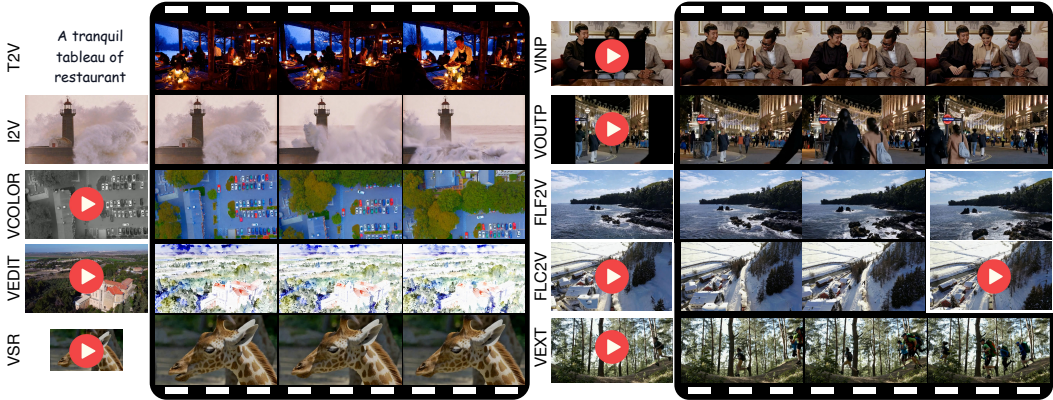 T2V
A tranquil
tableau of
restaurant
I2V
VCOLOR
VEDIT
VSR
VINP
VOUTP
FLF2V
FLC2V
VEXT